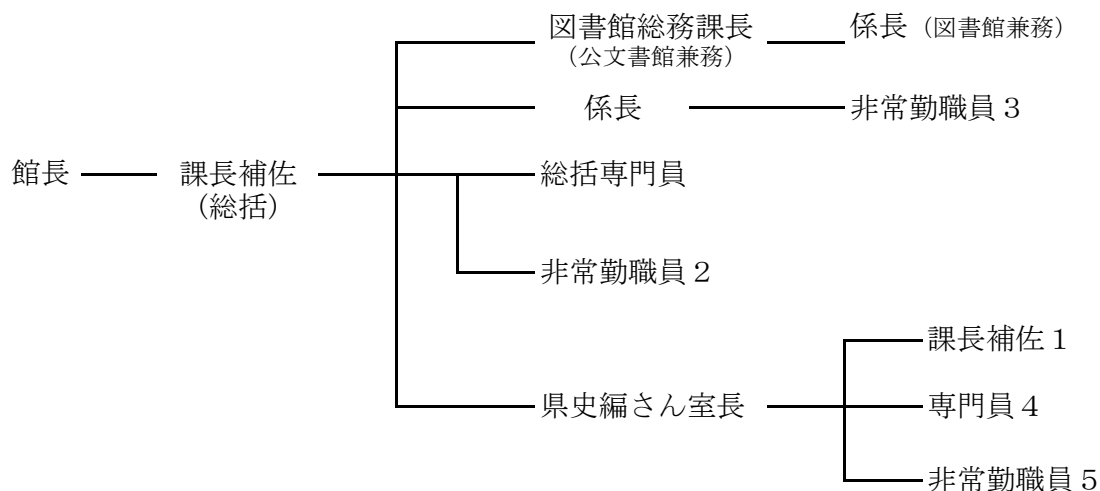 図書館総務課長
（公文書館兼務）
係長（図書館兼務）
係長
非常勤職員３
館長
課長補佐
（総括）
総括専門員
非常勤職員２
県史編さん室長
課長補佐１
専門員４
非常勤職員５